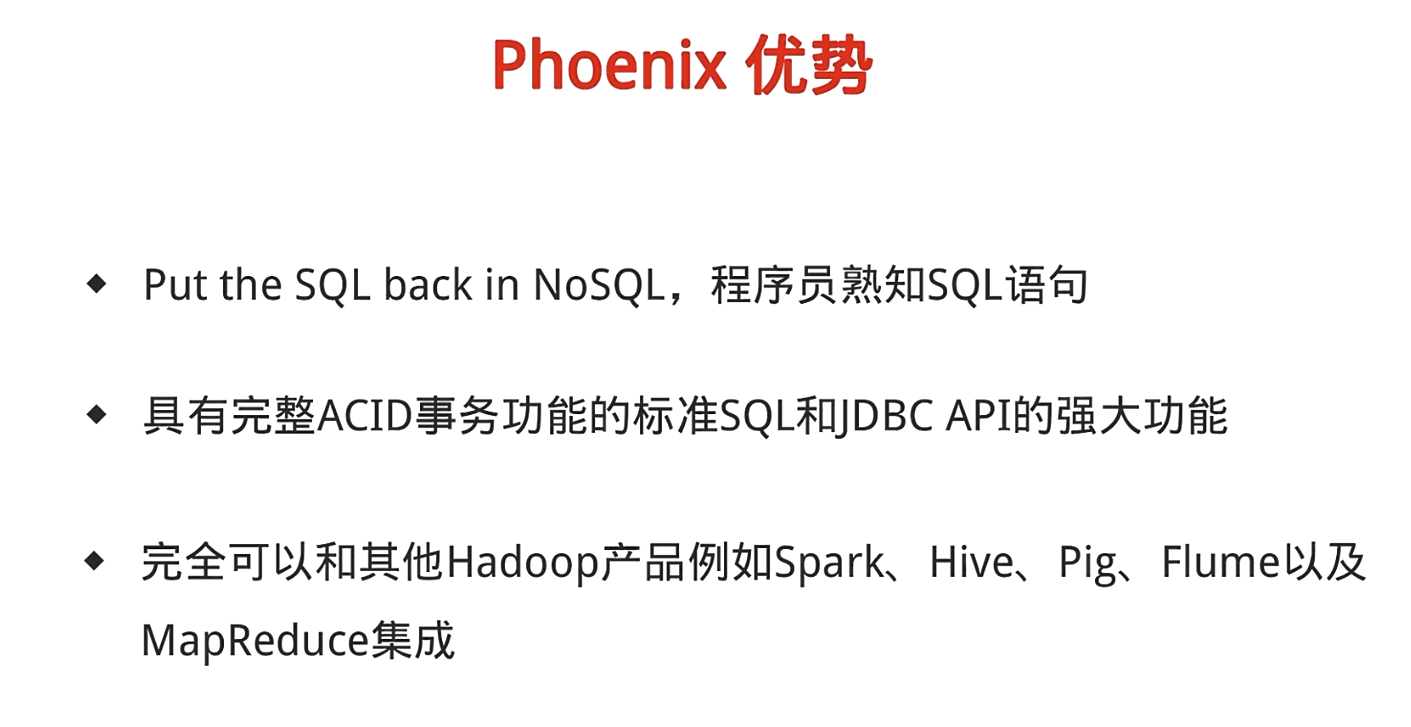 Phoenix 优势
◆ Put the SQL back in NoSQL，程序员熟知SQL语句
◆ 具有完整ACID事务功能的标准SQL和JDBC API的强大功能
◆ 完全可以和其他Hadoop产品例如Spark、Hive、Pig、Flume以及
MapReduce集成